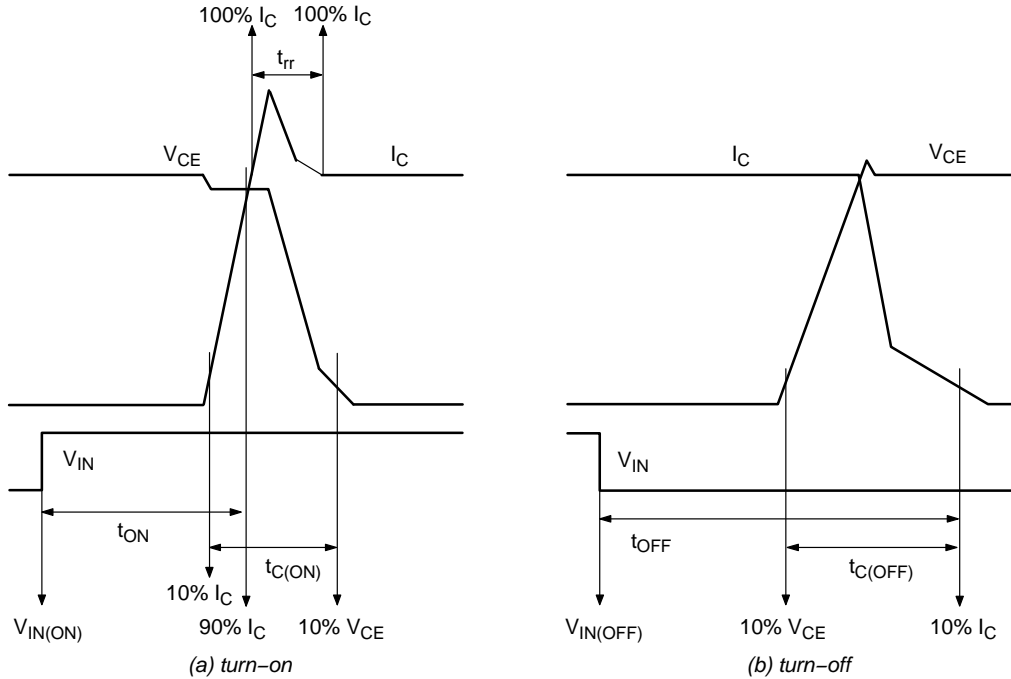 100% I_C 100% I_C
t_rr
V_CE I_C
I_C V_CE
V_IN
V_IN
t_ON
t_OFF
t_C(ON)
t_C(OFF)
10% I_C
V_IN(ON) 90% I_C 10% V_CE
V_IN(OFF) 10% V_CE 10% I_C
(a) turn−on
(b) turn−off